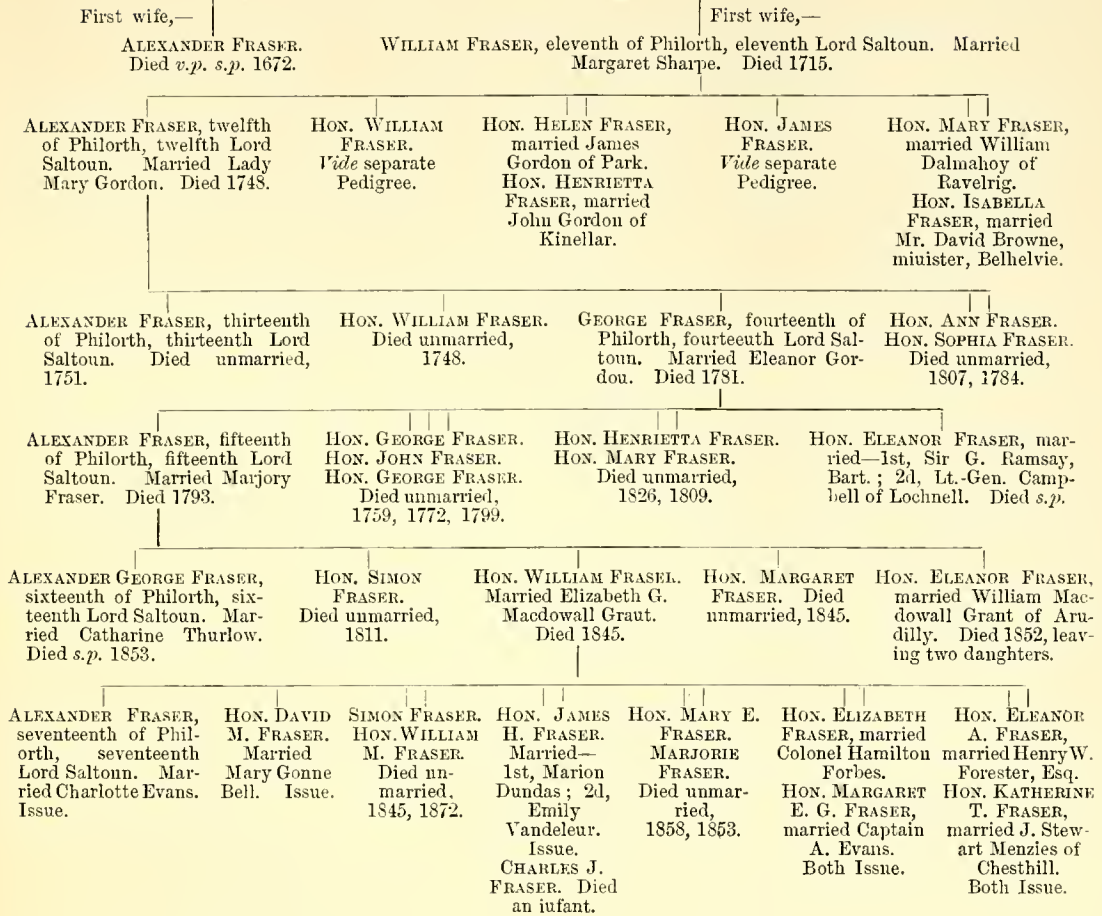 First wife,—
ALEXANDER FRASER.
Died v.p. s.p. 1672.
First wife,—
WILLIAM FRASER, eleventh of Philorth, eleventh Lord Saltoun. Married
Margaret Sharpe. Died 1715.
ALEXANDER FRASER, twelfth
of Philorth, twelfth Lord
Saltoun. Married Lady
Mary Gordon. Died 1748.
HON. WILLIAM
FRASER.
Vide separate
Pedigree.
HON. HELEN FRASER,
married James
Gordon of Park.
HON. HENRIETTA
FRASER, married
John Gordon of
Kinellar.
HON. JAMES
FRASER.
Vide separate
Pedigree.
HON. MARY FRASER,
married William
Dalmahoy of
Ravelrig.
HON. ISABELLA
FRASER, married
Mr. David Browne,
minister, Belhelvie.
ALEXANDER FRASER, thirteenth
of Philorth, thirteenth Lord
Saltoun. Died unmarried,
1751.
HON. WILLIAM FRASER.
Died unmarried,
1748.
GEORGE FRASER, fourteenth of
Philorth, fourteenth Lord Sal-
toun. Married Eleanor Gor-
don. Died 1781.
HON. ANN FRASER.
HON. SOPHIA FRASER.
Died unmarried,
1807, 1784.
ALEXANDER FRASER, fifteenth
of Philorth, fifteenth Lord
Saltoun. Married Marjory
Fraser. Died 1793.
HON. GEORGE FRASER.
HON. JOHN FRASER.
HON. GEORGE FRASER.
Died unmarried,
1759, 1772, 1799.
HON. HENRIETTA FRASER.
HON. MARY FRASER.
Died unmarried,
1826, 1809.
HON. ELEANOR FRASER, mar-
ried—1st, Sir G. Ramsay,
Bart.; 2d, Lt.-Gen. Camp-
bell of Lochnell. Died s.p.
ALEXANDER GEORGE FRASER,
sixteenth of Philorth, six-
teenth Lord Saltoun. Mar-
ried Catharine Thurlow.
Died s.p. 1853.
HON. SIMON
FRASER.
Died unmarried,
1811.
HON. WILLIAM FRASER.
Married Elizabeth G.
Macdowall Grant.
Died 1845.
HON. MARGARET
FRASER. Died
unmarried, 1845.
HON. ELEANOR FRASER,
married William Mac-
dowall Grant of Aru-
dilly. Died 1852, leav-
ing two daughters.
ALEXANDER FRASER,
seventeenth of Phil-
orth, seventeenth
Lord Saltoun. Mar-
ried Charlotte Evans.
Issue.
HON. DAVID
M. FRASER.
Married
Mary Gonne
Bell. Issue.
SIMON FRASER.
HON. WILLIAM
M. FRASER.
Died un-
married,
1845, 1872.
HON. JAMES
H. FRASER.
Married—
1st, Marion
Dundas; 2d,
Emily
Vandeleur.
Issue.
CHARLES J.
FRASER. Died
an infant.
HON. MARY E.
FRASER.
MARJORIE
FRASER.
Died unmar-
ried,
1858, 1853.
HON. ELIZABETH
FRASER, married
Colonel Hamilton
Forbes.
HON. MARGARET
E. G. FRASER,
married Captain
A. Evans.
Both Issue.
HON. ELEANOR
A. FRASER,
married Henry W.
Forester, Esq.
HON. KATHERINE
T. FRASER,
married J. Stew-
art Menzies of
Chesthill.
Both Issue.